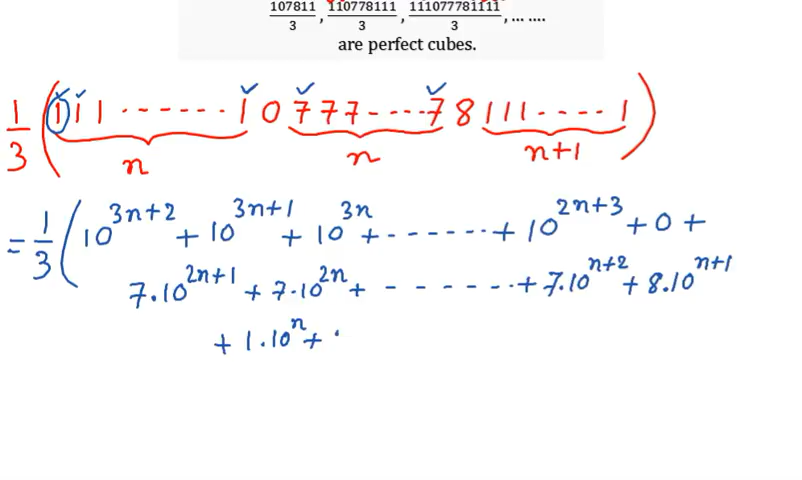 107811/3 , 110778111/3 , 111077781111/3 , ... ....
are perfect cubes.
1/3 ( 1 1 1 ------- 1 0 7 7 7 ----- 7 8 1 1 1 ----- 1 )
n n n+1
= 1/3 ( 10^{3n+2} + 10^{3n+1} + 10^{3n} + ------- + 10^{2n+3} + 0 +
7.10^{2n+1} + 7.10^{2n} + ------- + 7.10^{n+2} + 8.10^{n+1}
+ 1.10^{n} + .